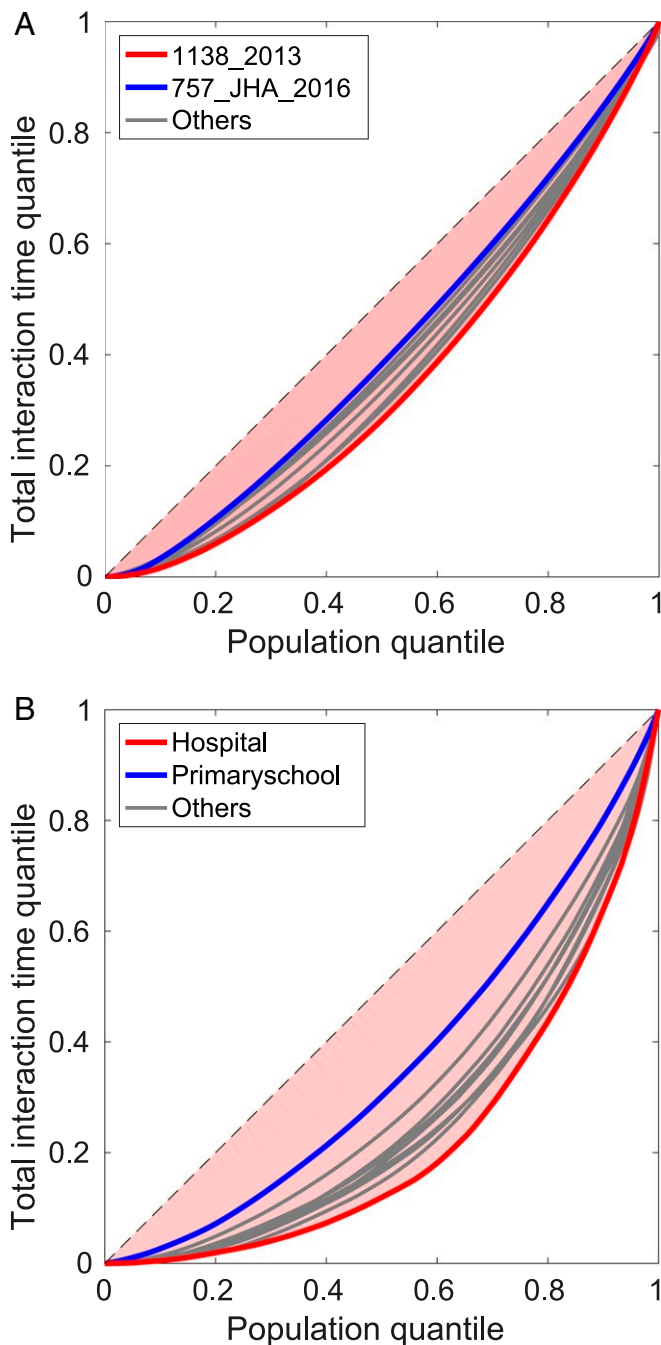 A
1138_2013
757_JHA_2016
Others
Total interaction time quantile
1
0.8
0.6
0.4
0.2
0
0 0.2 0.4 0.6 0.8 1
Population quantile
B
Hospital
Primaryschool
Others
Total interaction time quantile
1
0.8
0.6
0.4
0.2
0
0 0.2 0.4 0.6 0.8 1
Population quantile